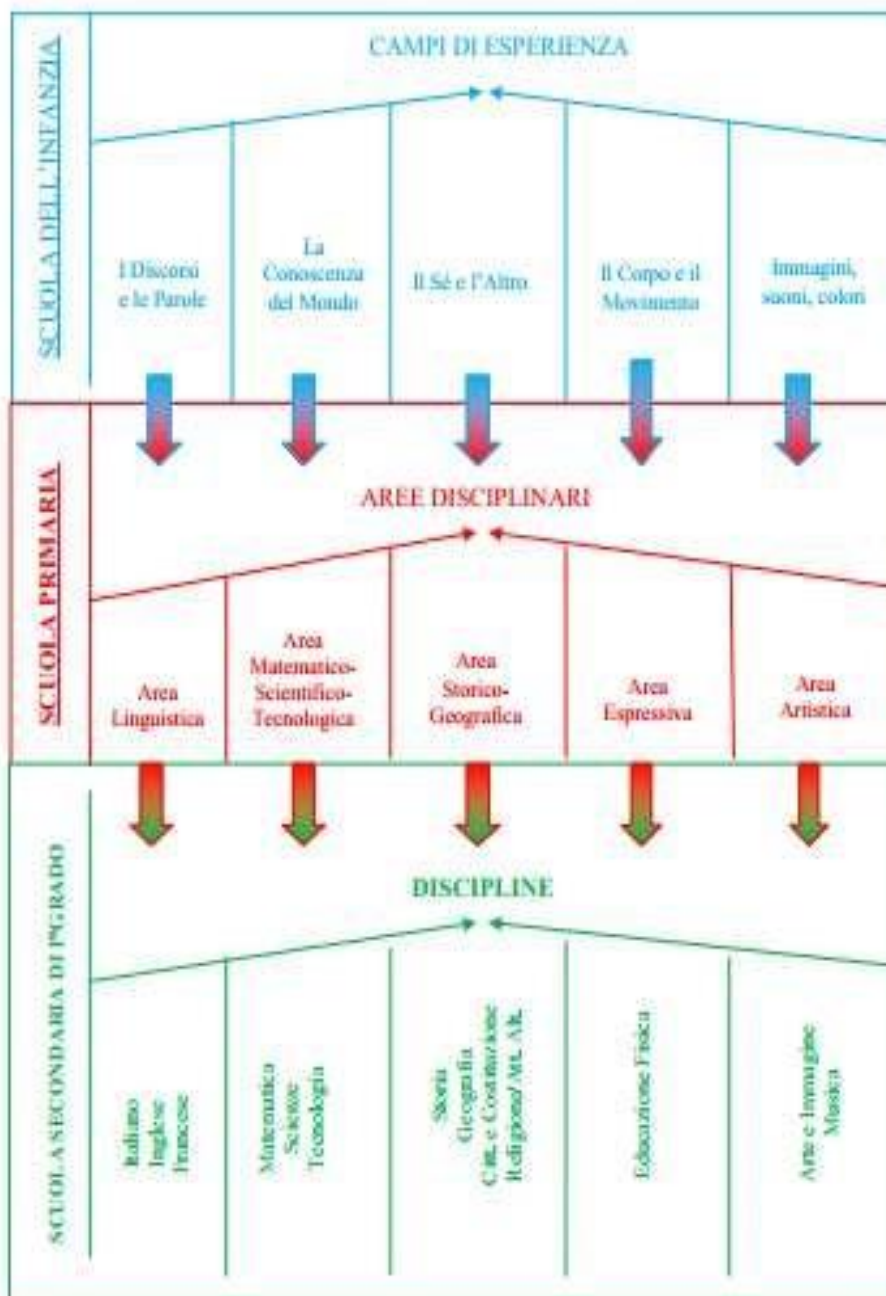 SCUOLA DELL'INFANZIA
CAMPI DI ESPERIENZA
I Discorsi
e le Parole
La
Conoscenza
del Mondo
Il Sé e l'Altro
Il Corpo e il
Movimento
Immagini,
suoni, colori
SCUOLA PRIMARIA
AREE DISCIPLINARI
Area
Linguistica
Area
Matematico-
Scientifico-
Tecnologica
Area
Storico-
Geografica
Area
Espressiva
Area
Artistica
SCUOLA SECONDARIA DI I°GRADO
DISCIPLINE
Italiano
Inglese
Francese
Matematica
Scienze
Tecnologia
Storia
Geografia
Citt. e Costituzione
Religione/ Att. Alt.
Educazione Fisica
Arte e Immagine
Musica